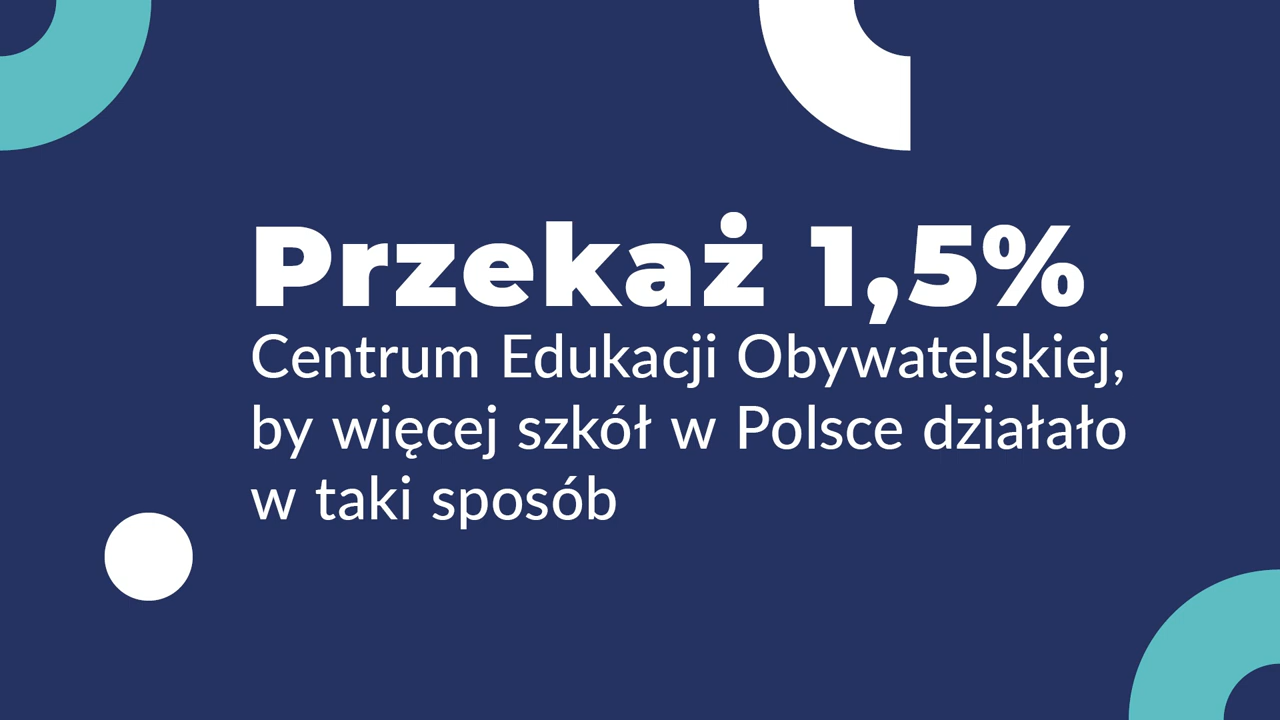 Przekaż 1,5%
Centrum Edukacji Obywatelskiej,
by więcej szkół w Polsce działało
w taki sposób